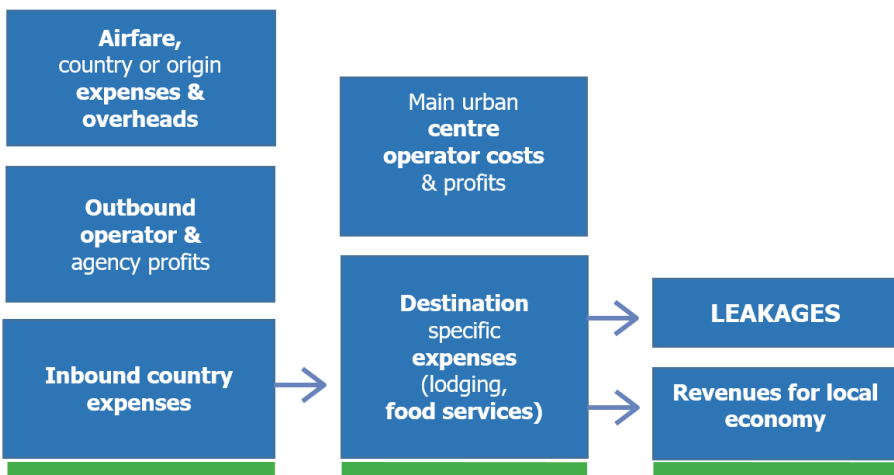 Airfare,
country or origin
expenses &
overheads
Outbound
operator &
agency profits
Inbound country
expenses
Main urban
centre
operator costs
& profits
Destination
specific
expenses
(lodging,
food services)
LEAKAGES
Revenues for local
economy